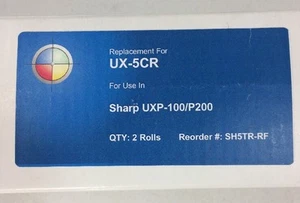 Replacement For
UX-5CR
For Use In
Sharp UXP-100/P200
QTY: 2 Rolls Reorder #: SH5TR-RF